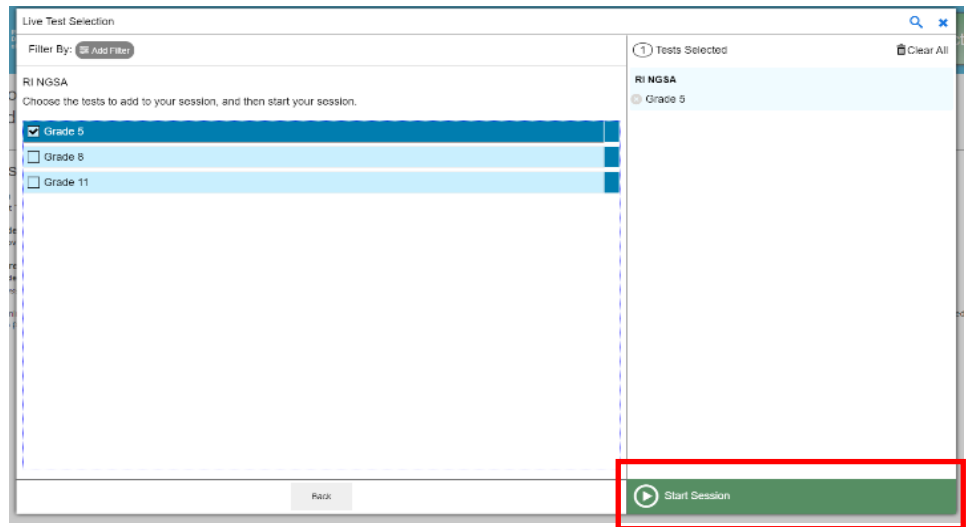 Live Test Selection
Filter By: Add Filter
1 Tests Selected
Clear All
RI NGSA
Choose the tests to add to your session, and then start your session.
Grade 5
Grade 8
Grade 11
RI NGSA
Grade 5
Back
Start Session